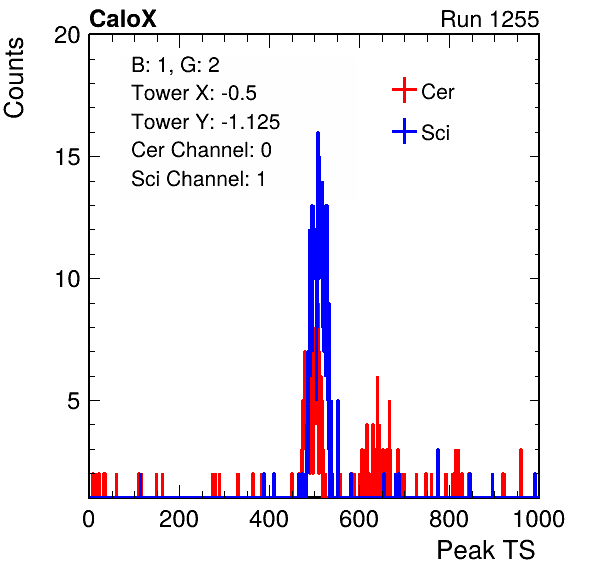 CaloX Run 1255
Counts
20
15
10
5
B: 1, G: 2
Tower X: -0.5
Tower Y: -1.125
Cer Channel: 0
Sci Channel: 1
Cer
Sci
0 200 400 600 800 1000
Peak TS